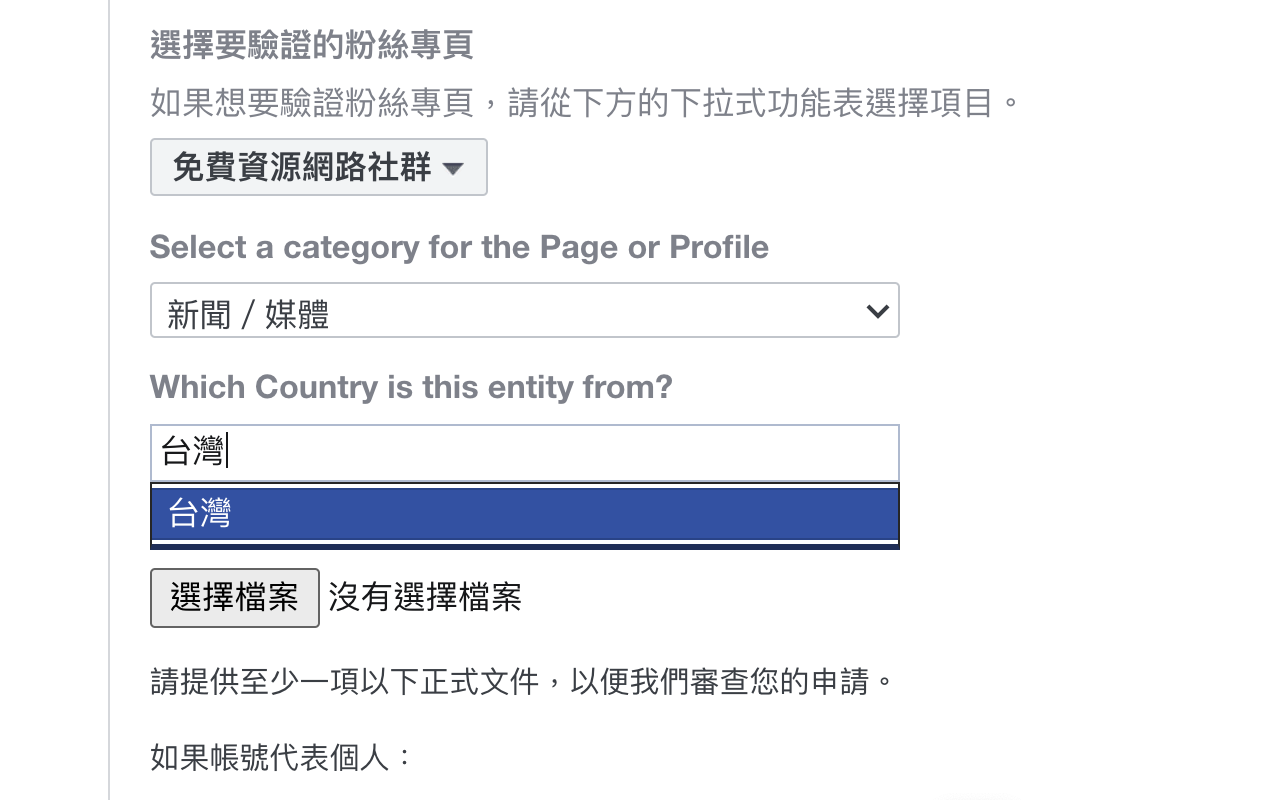 選擇要驗證的粉絲專頁
如果想要驗證粉絲專頁，請從下方的下拉式功能表選擇項目。
免費資源網路社群
Select a category for the Page or Profile
新聞 / 媒體
Which Country is this entity from?
台灣
台灣
選擇檔案 沒有選擇檔案
請提供至少一項以下正式文件，以便我們審查您的申請。
如果帳號代表個人：